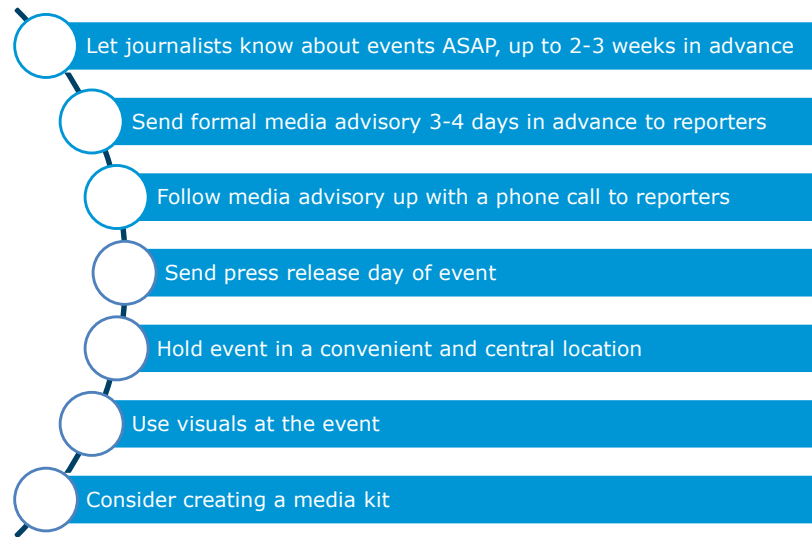 Let journalists know about events ASAP, up to 2-3 weeks in advance
Send formal media advisory 3-4 days in advance to reporters
Follow media advisory up with a phone call to reporters
Send press release day of event
Hold event in a convenient and central location
Use visuals at the event
Consider creating a media kit